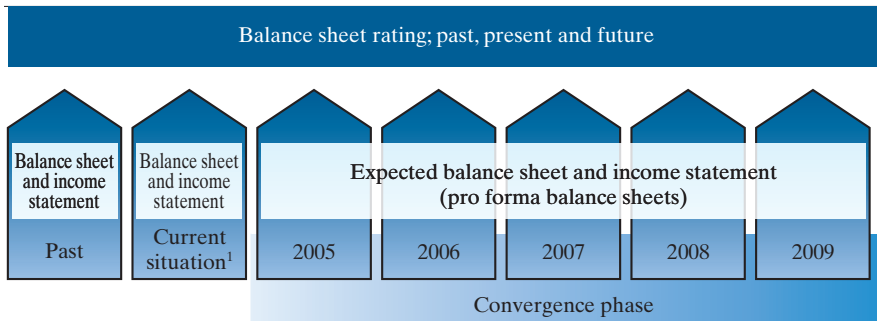 Balance sheet rating; past, present and future
Balance sheet
and income
statement
Balance sheet
and income
statement
Expected balance sheet and income statement
(pro forma balance sheets)
Past
Current
situation¹
2005
2006
2007
2008
2009
Convergence phase